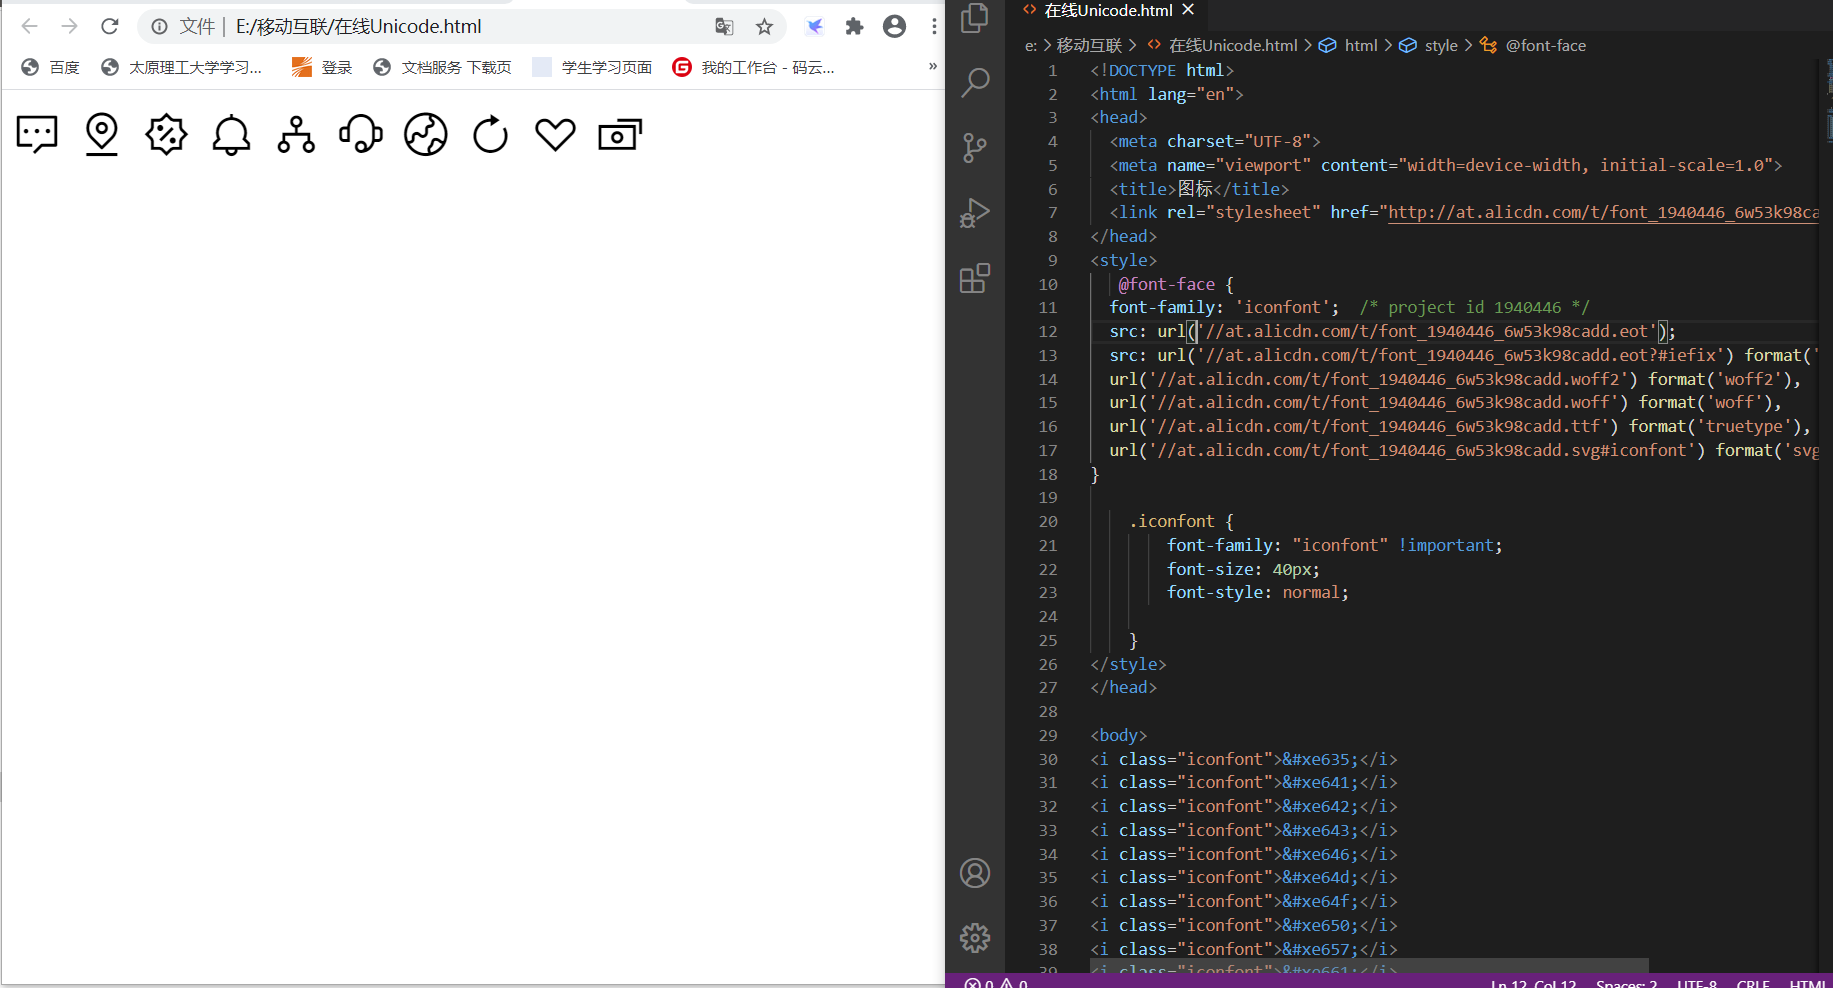 文件 | E:/移动互联/在线Unicode.html
百度 太原理工大学学习... 登录 文档服务 下载页 学生学习页面 我的工作台 - 码云... »
在线Unicode.html
e: > 移动互联 > 在线Unicode.html > html > style > @font-face
1 <!DOCTYPE html>
2 <html lang="en">
3 <head>
4 <meta charset="UTF-8">
5 <meta name="viewport" content="width=device-width, initial-scale=1.0">
6 <title>图标</title>
7 <link rel="stylesheet" href="http://at.alicdn.com/t/font_1940446_6w53k98ca
8 </head>
9 <style>
10 @font-face {
11 font-family: 'iconfont'; /* project id 1940446 */
12 src: url('//at.alicdn.com/t/font_1940446_6w53k98cadd.eot');
13 src: url('//at.alicdn.com/t/font_1940446_6w53k98cadd.eot?#iefix') format('
14 url('//at.alicdn.com/t/font_1940446_6w53k98cadd.woff2') format('woff2'),
15 url('//at.alicdn.com/t/font_1940446_6w53k98cadd.woff') format('woff'),
16 url('//at.alicdn.com/t/font_1940446_6w53k98cadd.ttf') format('truetype'),
17 url('//at.alicdn.com/t/font_1940446_6w53k98cadd.svg#iconfont') format('svg
18 }
19
20 .iconfont {
21 font-family: "iconfont" !important;
22 font-size: 40px;
23 font-style: normal;
24
25 }
26 </style>
27 </head>
28
29 <body>
30 <i class="iconfont">&#xe635;</i>
31 <i class="iconfont">&#xe641;</i>
32 <i class="iconfont">&#xe642;</i>
33 <i class="iconfont">&#xe643;</i>
34 <i class="iconfont">&#xe646;</i>
35 <i class="iconfont">&#xe64d;</i>
36 <i class="iconfont">&#xe64f;</i>
37 <i class="iconfont">&#xe650;</i>
38 <i class="iconfont">&#xe657;</i>
39 <i class="iconfont">&#xe661;</i>
0 0 Ln 12, Col 12 Spaces: 2 UTF-8 CRLF HTML